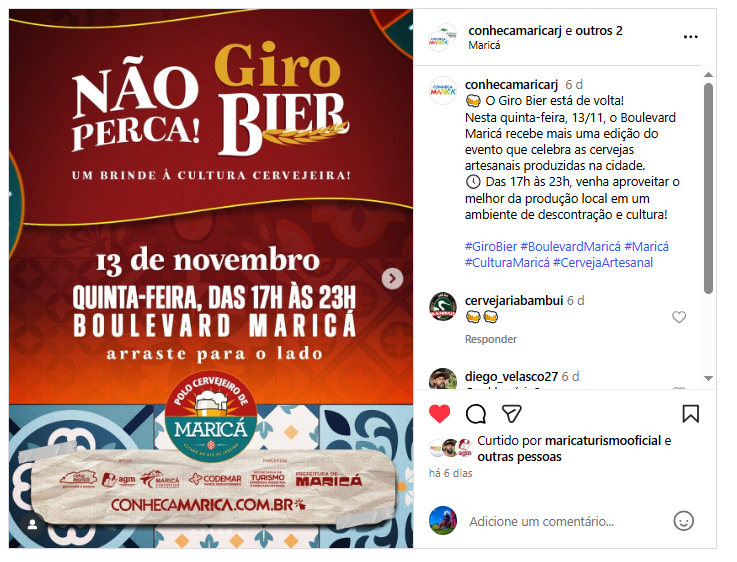 NÃO
PERCA!
Giro
BIER
UM BRINDE À CULTURA CERVEJEIRA!
13 de novembro
QUINTA-FEIRA, DAS 17H ÀS 23H
BOULEVARD MARICÁ
arraste para o lado
POLO CERVEJEIRO DE
MARICÁ
APOIO
PARCEIROS
agm
MARICÁ
CODEMAR
SECRETARIA DE
TURISMO
PREFEITURA DE
MARICÁ
CONHECAMARICA.COM.BR
conhecamaricarj e outros 2
Maricá
conhecamaricarj 6 d
🍻 O Giro Bier está de volta!
Nesta quinta-feira, 13/11, o Boulevard
Maricá recebe mais uma edição do
evento que celebra as cervejas
artesanais produzidas na cidade.
🕔 Das 17h às 23h, venha aproveitar o
melhor da produção local em um
ambiente de descontração e cultura!
#GiroBier #BoulevardMaricá #Maricá
#CulturaMaricá #CervejaArtesanal
cervejariabambui 6 d
🍻🍻
Responder
diego_velasco27 6 d
Curtido por maricaturismooficial e
outras pessoas
há 6 dias
Adicione um comentário...